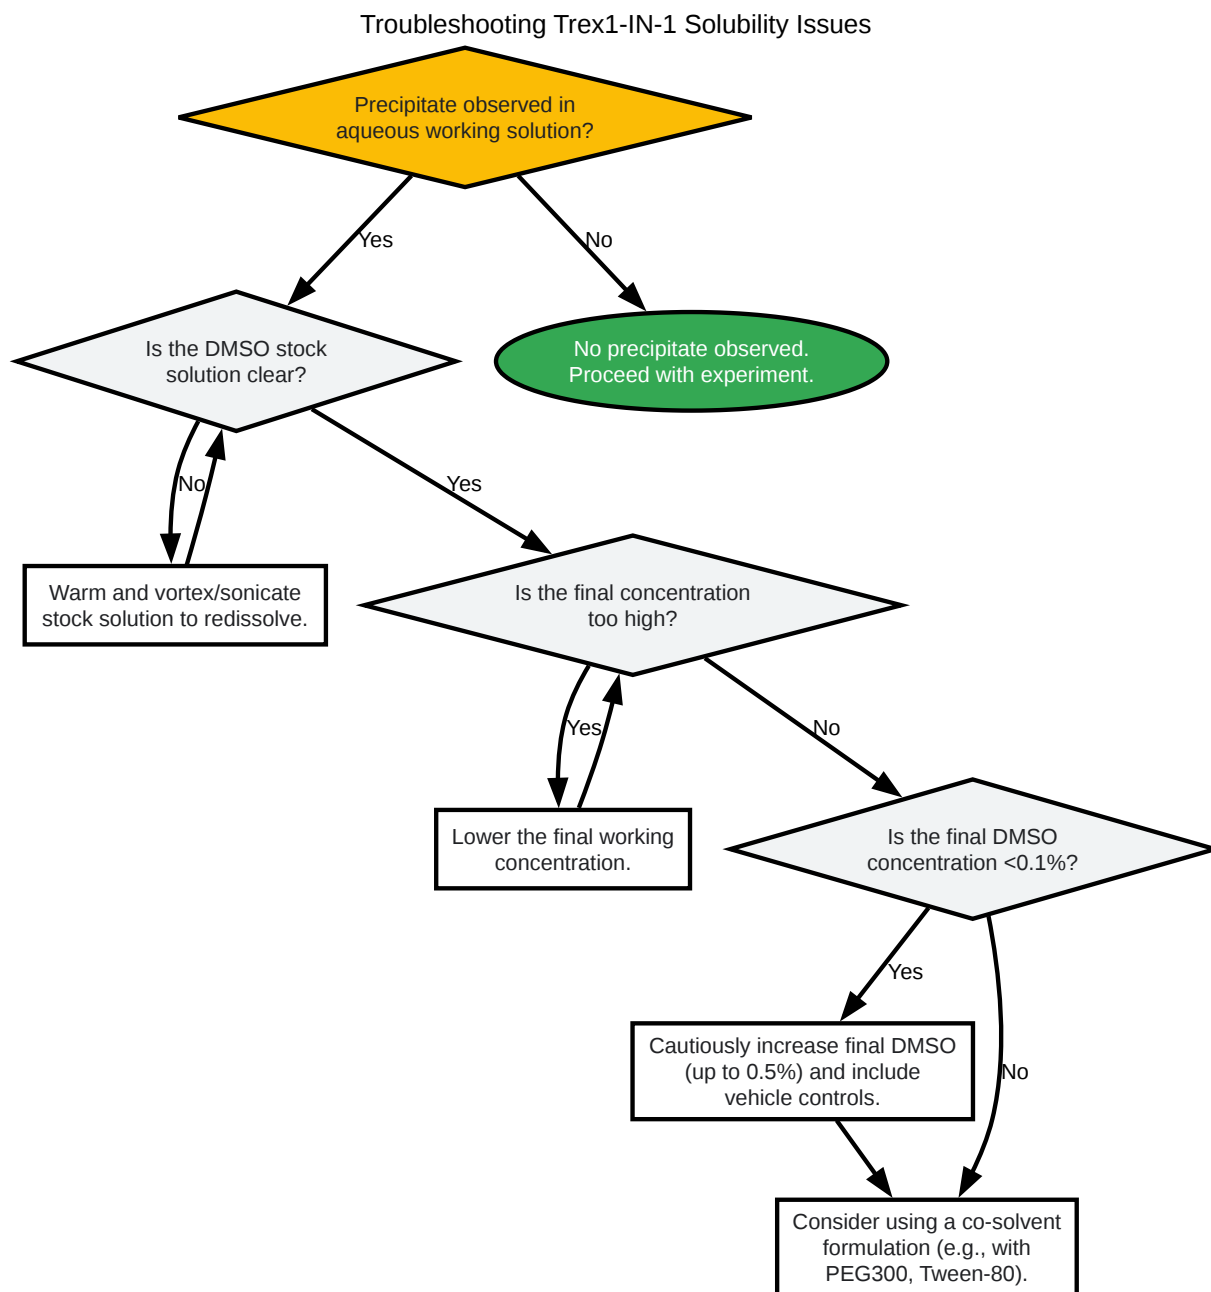 Troubleshooting Trex1-IN-1 Solubility Issues
Precipitate observed in
aqueous working solution?
Yes
No
Is the DMSO stock
solution clear?
No precipitate observed.
Proceed with experiment.
No
Yes
Warm and vortex/sonicate
stock solution to redissolve.
Is the final concentration
too high?
Yes
No
Lower the final working
concentration.
Is the final DMSO
concentration <0.1%?
Yes
No
Cautiously increase final DMSO
(up to 0.5%) and include
vehicle controls.
Consider using a co-solvent
formulation (e.g., with
PEG300, Tween-80).